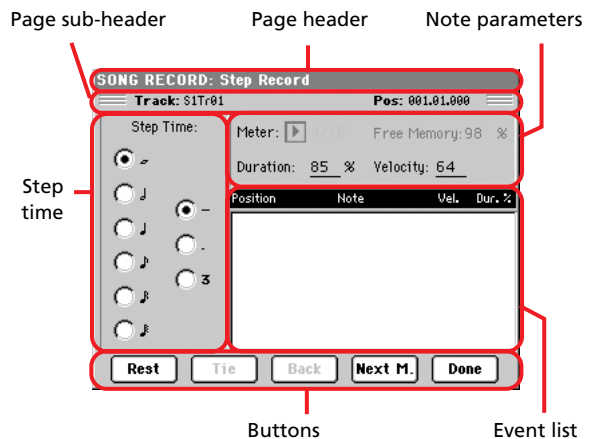 Page sub-header
Page header
Note parameters
SONG RECORD: Step Record
Track: S1Tr01
Pos: 001.01.000
Step Time:
Meter: 4/16
Free Memory: 98 %
Duration: 85 %
Velocity: 64
Step
time
Position Note Vel. Dur.%
-
.
3
Rest
Tie
Back
Next M.
Done
Buttons
Event list